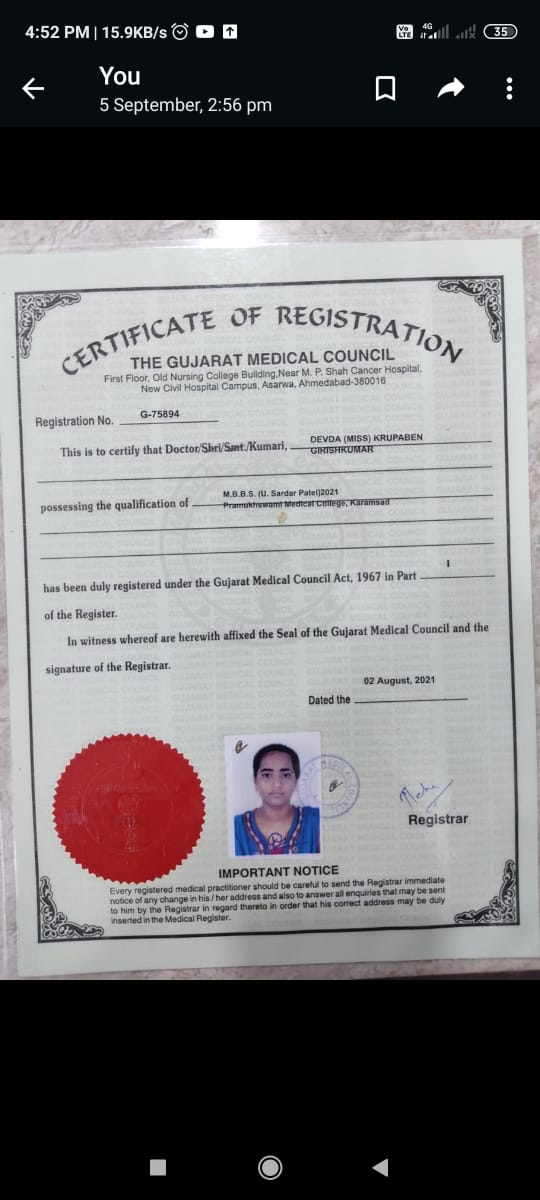 4:52 PM | 15.9KB/s
Vo LTE 4G 35
You
5 September, 2:56 pm
CERTIFICATE OF REGISTRATION
THE GUJARAT MEDICAL COUNCIL
First Floor, Old Nursing College Building,Near M. P. Shah Cancer Hospital,
New Civil Hospital Campus, Asarwa, Ahmedabad-380016
Registration No. G-75894
This is to certify that Doctor/Shri/Smt./Kumari, DEVDA (MISS) KRUPABEN
GIRISHKUMAR
possessing the qualification of M.B.B.S. (U. Sardar Patel)2021
Pramukhswami Medical College, Karamsad
has been duly registered under the Gujarat Medical Council Act, 1967 in Part I
of the Register.
In witness whereof are herewith affixed the Seal of the Gujarat Medical Council and the
signature of the Registrar.
02 August, 2021
Dated the
Registrar
IMPORTANT NOTICE
Every registered medical practitioner should be careful to send the Registrar immediate
notice of any change in his / her address and also to answer all enquiries that may be sent
to him by the Registrar in regard thereto in order that his correct address may be duly
inserted in the Medical Register.